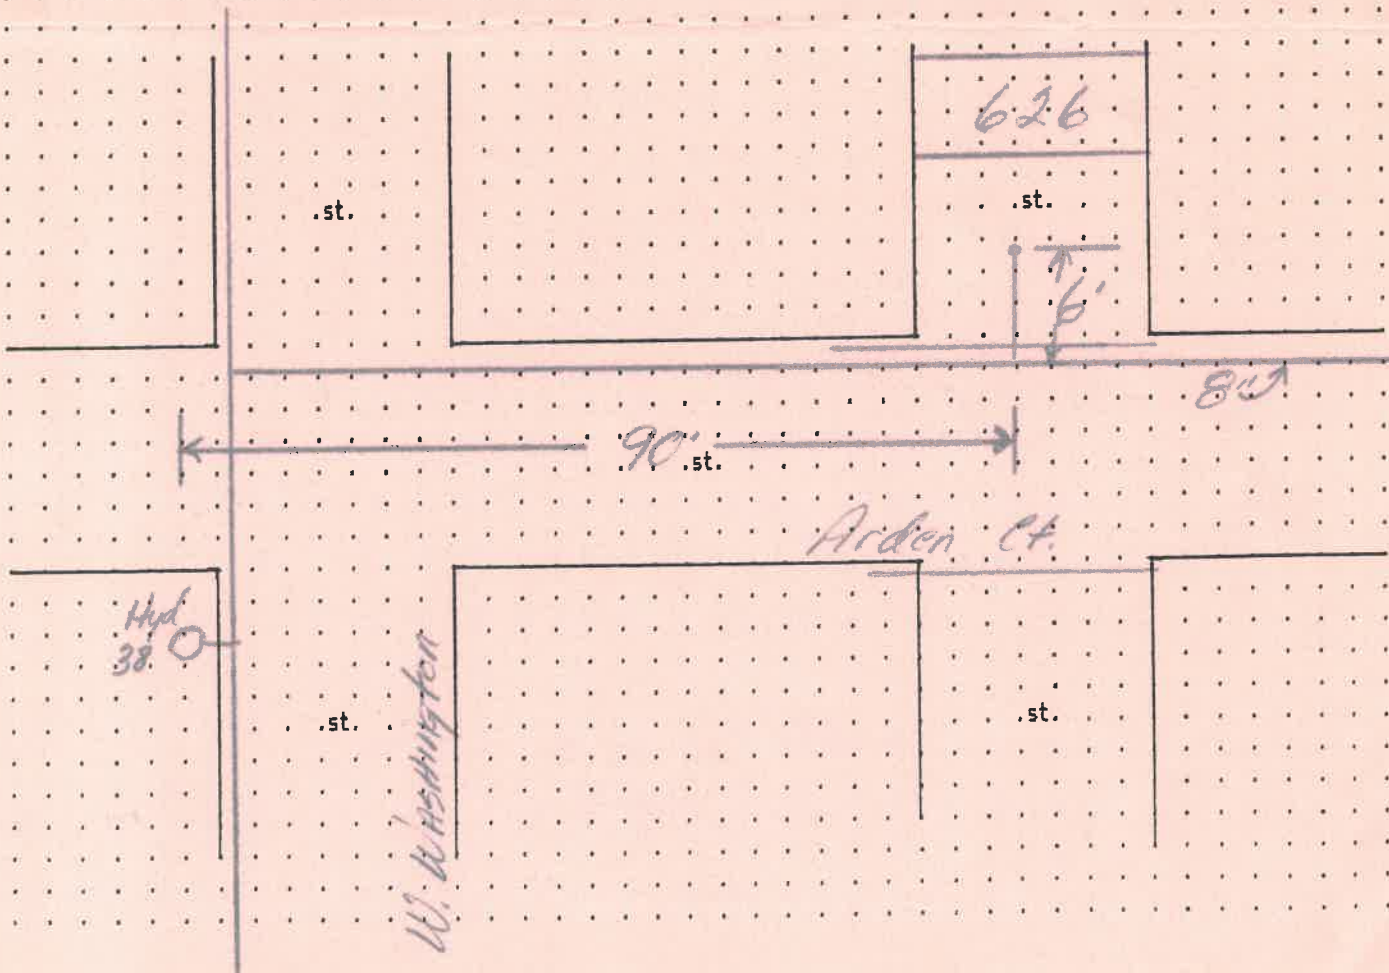 626
.st.
.st.
6'
8"
90'
.st.
Arden Ct.
Hyd
38
W. Washington
.st.
.st.